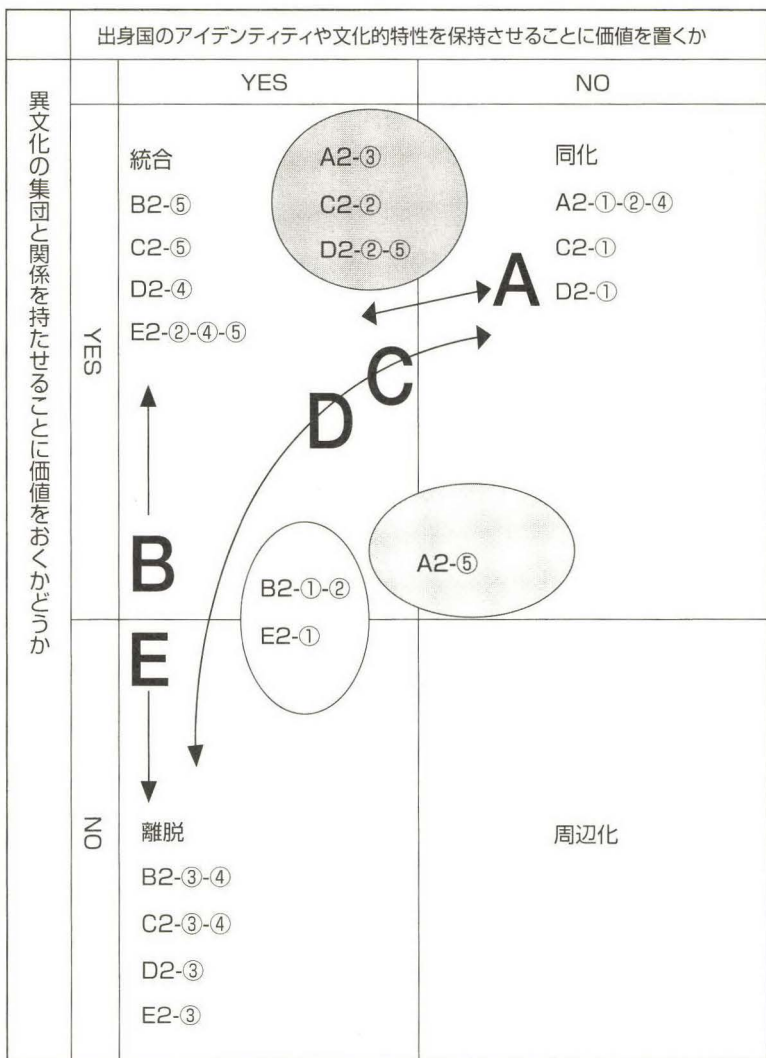 出身国のアイデンティティや文化的特性を保持させることに価値を置くか
異文化の集団と関係を持たせることに価値をおくかどうか
YES
NO
YES
統合
B2-⑤
C2-⑤
D2-④
E2-②-④-⑤
A2-③
C2-②
D2-②-⑤
同化
A2-①-②-④
C2-①
D2-①
A
C
D
B
E
B2-①-②
E2-①
A2-⑤
NO
離脱
B2-③-④
C2-③-④
D2-③
E2-③
周辺化